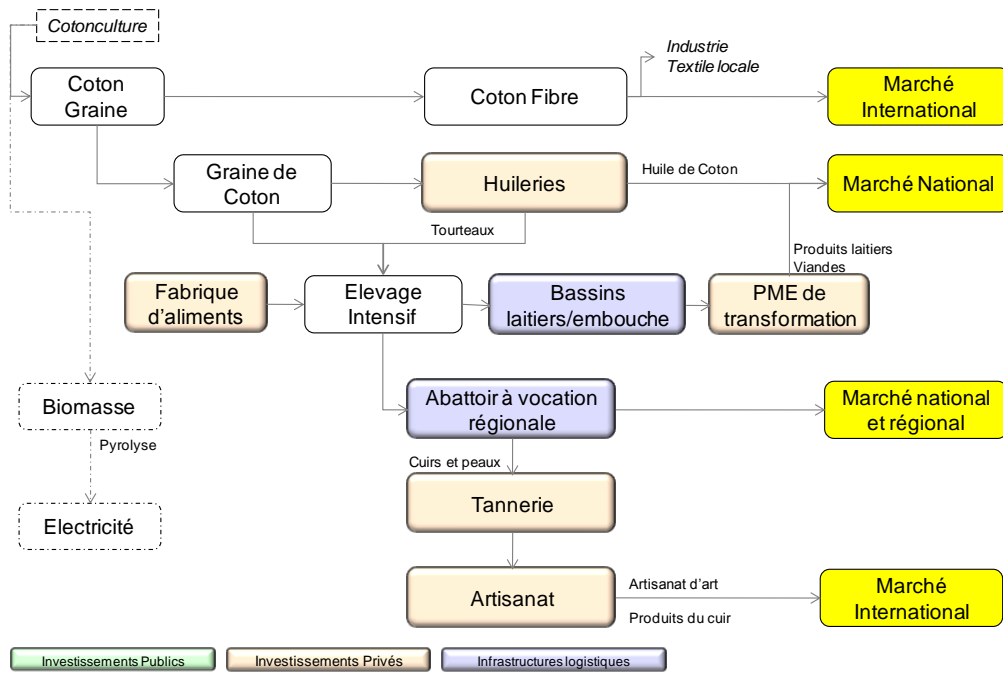 Cotonculture
Industrie
Textile locale
Coton
Graine
Coton Fibre
Marché
International
Graine de
Coton
Huileries
Huile de Coton
Marché National
Tourteaux
Produits laitiers
Viandes
Fabrique
d'aliments
Elevage
Intensif
Bassins
laitiers/embouche
PME de
transformation
Biomasse
Abattoir à vocation
régionale
Marché national
et régional
Pyrolyse
Cuirs et peaux
Electricité
Tannerie
Artisanat
Artisanat d'art
Produits du cuir
Marché
International
Investissements Publics
Investissements Privés
Infrastructures logistiques